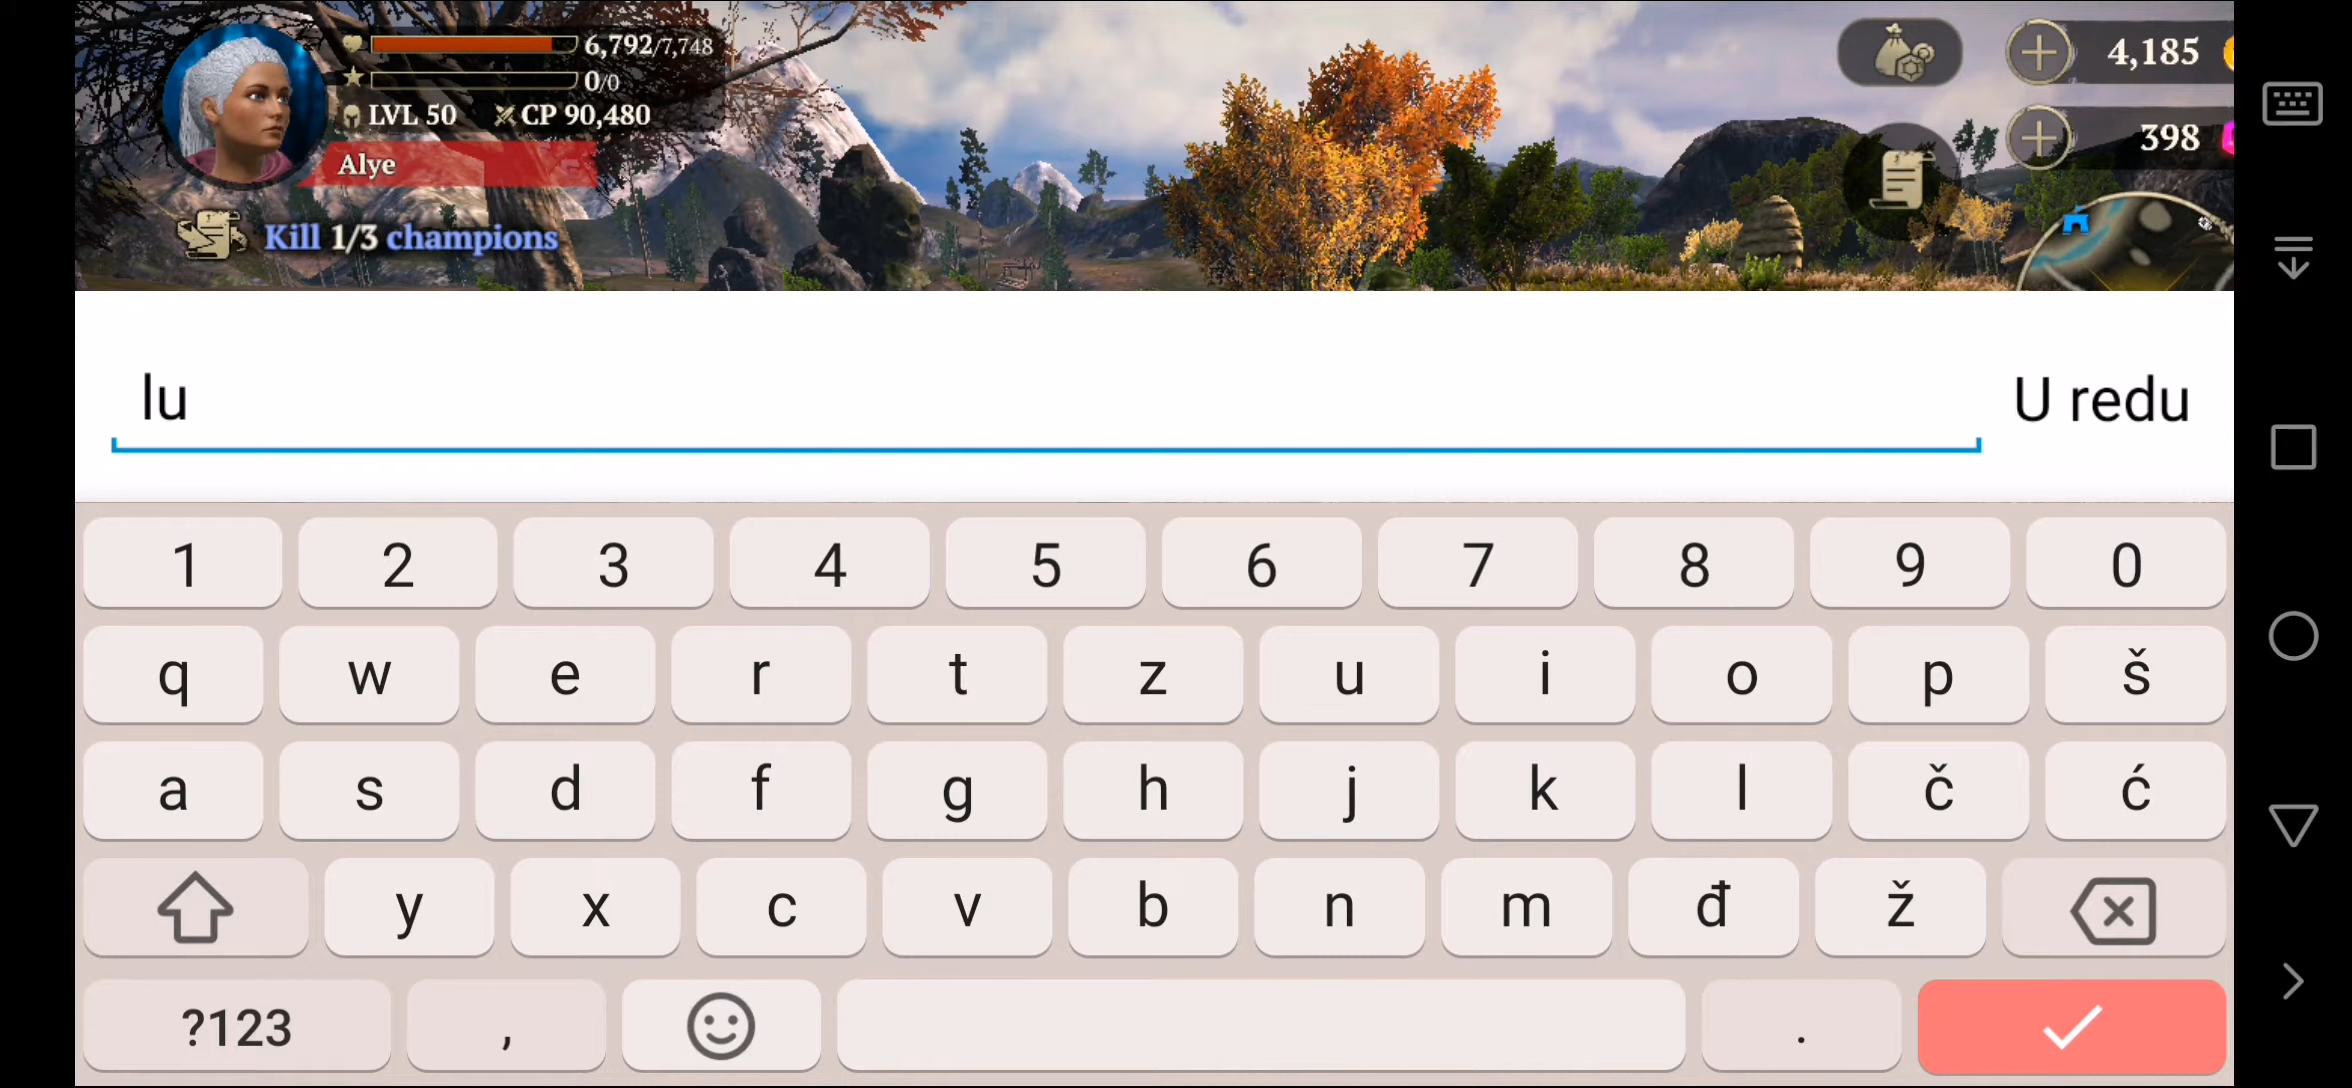 6,792/7,748
0/0
LVL 50 CP 90,480
Alye
Kill 1/3 champions
4,185
398
lu
U redu
1 2 3 4 5 6 7 8 9 0
q w e r t z u i o p š
a s d f g h j k l č ć
y x c v b n m đ ž
?123 , .